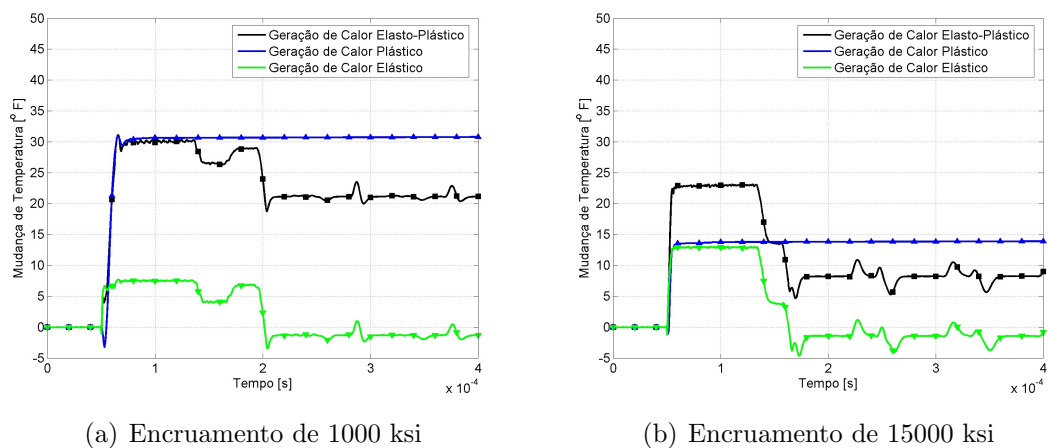 50
45
40
35
30
25
20
15
10
5
0
-5
Mudança de Temperatura [º F]
Geração de Calor Elasto-Plástico
Geração de Calor Plástico
Geração de Calor Elástico
0
1
2
3
4
Tempo [s]
x 10-4
(a) Encruamento de 1000 ksi
50
45
40
35
30
25
20
15
10
5
0
-5
Mudança de Temperatura [º F]
Geração de Calor Elasto-Plástico
Geração de Calor Plástico
Geração de Calor Elástico
0
1
2
3
4
Tempo [s]
x 10-4
(b) Encruamento de 15000 ksi